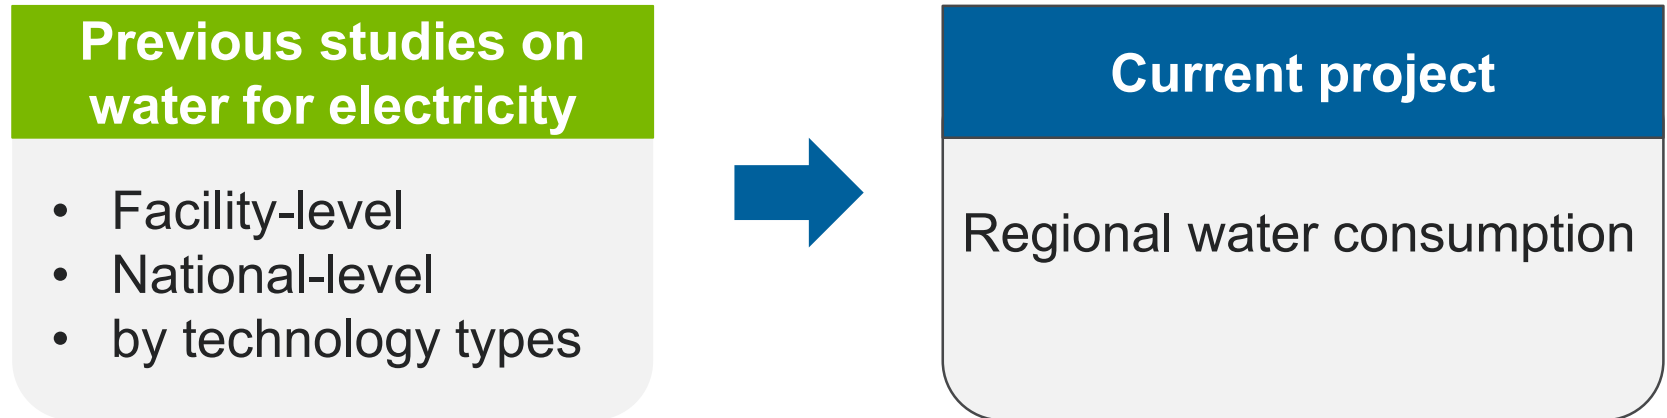 Previous studies on
water for electricity
• Facility-level
• National-level
• by technology types
Current project
Regional water consumption